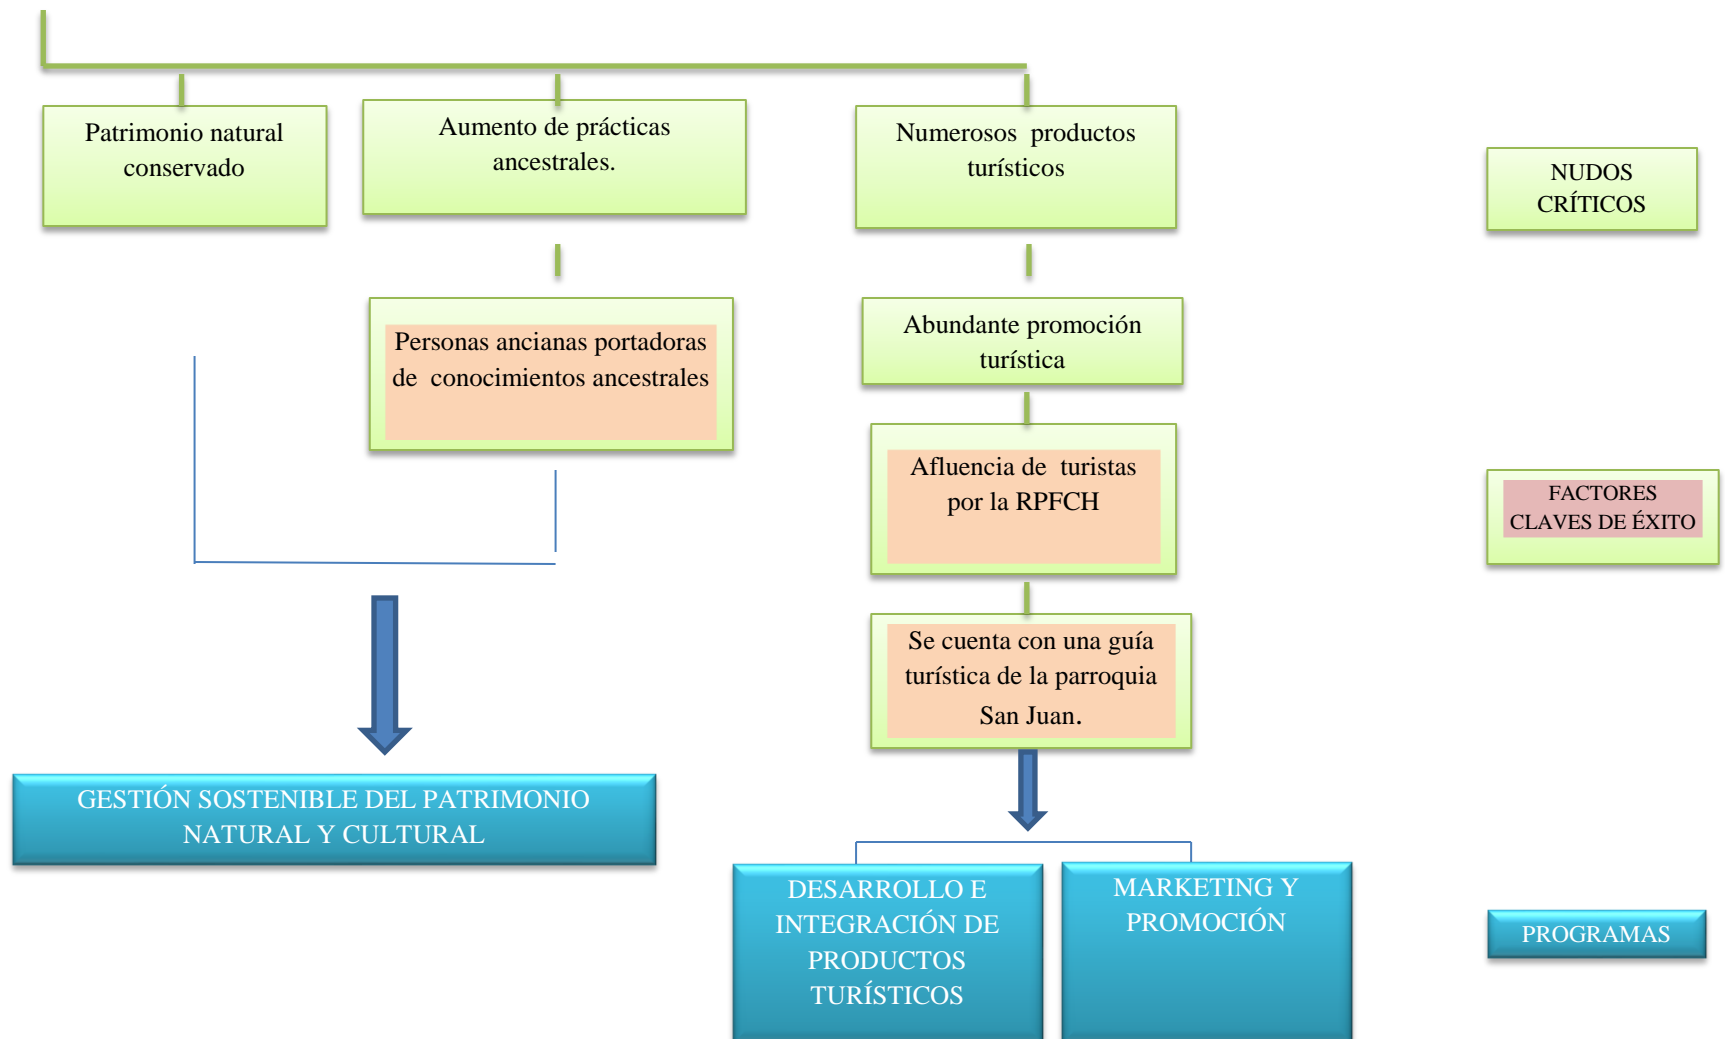 Patrimonio natural
conservado
Aumento de prácticas
ancestrales.
Numerosos productos
turísticos
NUDOS
CRÍTICOS
Personas ancianas portadoras
de conocimientos ancestrales
Abundante promoción
turística
Afluencia de turistas
por la RPFCH
FACTORES
CLAVES DE ÉXITO
Se cuenta con una guía
turística de la parroquia
San Juan.
GESTIÓN SOSTENIBLE DEL PATRIMONIO
NATURAL Y CULTURAL
DESARROLLO E
INTEGRACIÓN DE
PRODUCTOS
TURÍSTICOS
MARKETING Y
PROMOCIÓN
PROGRAMAS